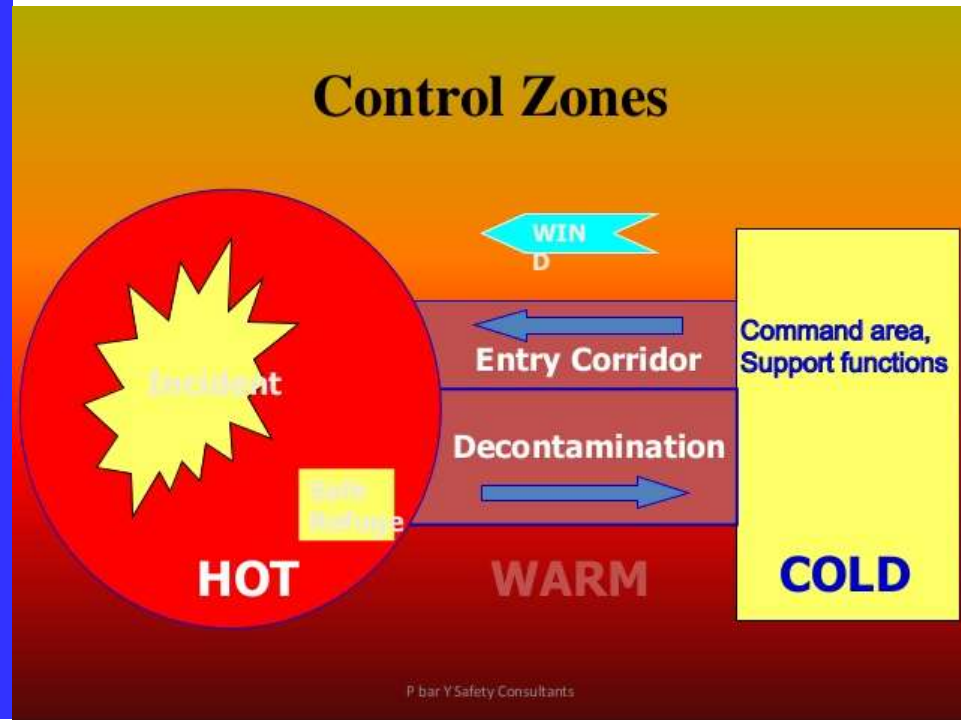 Control Zones
WIN
D
Entry Corridor
Command area,
Support functions
Incident
Decontamination
Safe
Refuge
HOT
WARM
COLD
P bar Y Safety Consultants